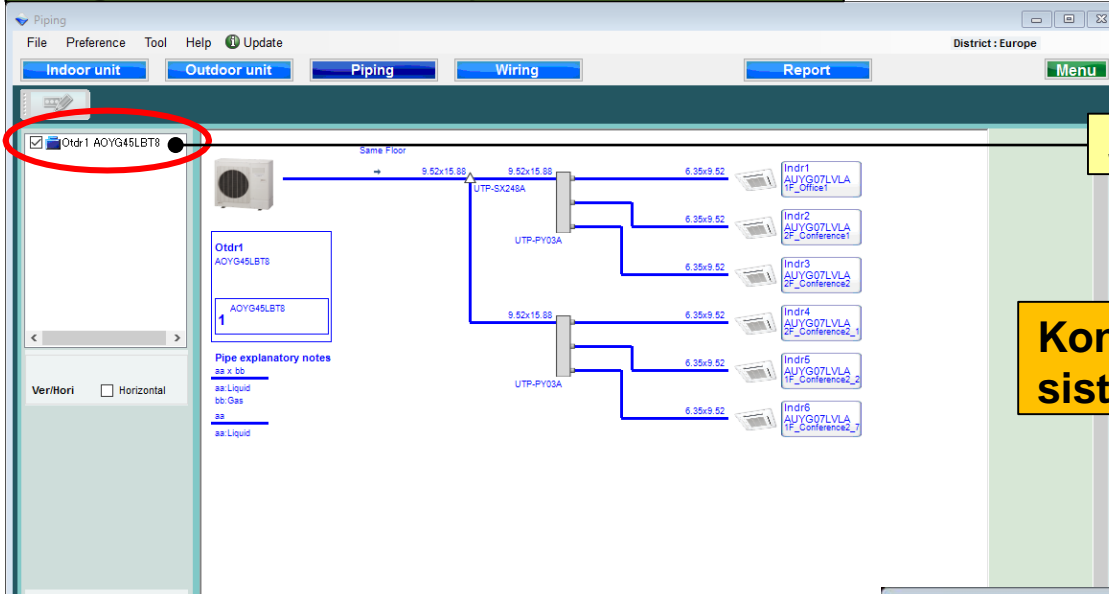 Piping
File Preference Tool Help Update
District : Europe
Indoor unit Outdoor unit Piping Wiring Report Menu
Otdr1 AOYG45LBT8
Same Floor
9.52x15.88
9.52x15.88
UTP-SX248A
UTP-PY03A
6.35x9.52
Indr1
AUYG07LVLA
1F_Office1
6.35x9.52
Indr2
AUYG07LVLA
2F_Conference1
6.35x9.52
Indr3
AUYG07LVLA
2F_Conference2
Otdr1
AOYG45LBT8
AOYG45LBT8
1
9.52x15.88
UTP-PY03A
6.35x9.52
Indr4
AUYG07LVLA
2F_Conference2_1
6.35x9.52
Indr5
AUYG07LVLA
1F_Conference2_2
6.35x9.52
Indr6
AUYG07LVLA
1F_Conference2_7
Pipe explanatory notes
aa x bb
aa:Liquid
bb:Gas
aa
aa:Liquid
Ver/Hori Horizontal